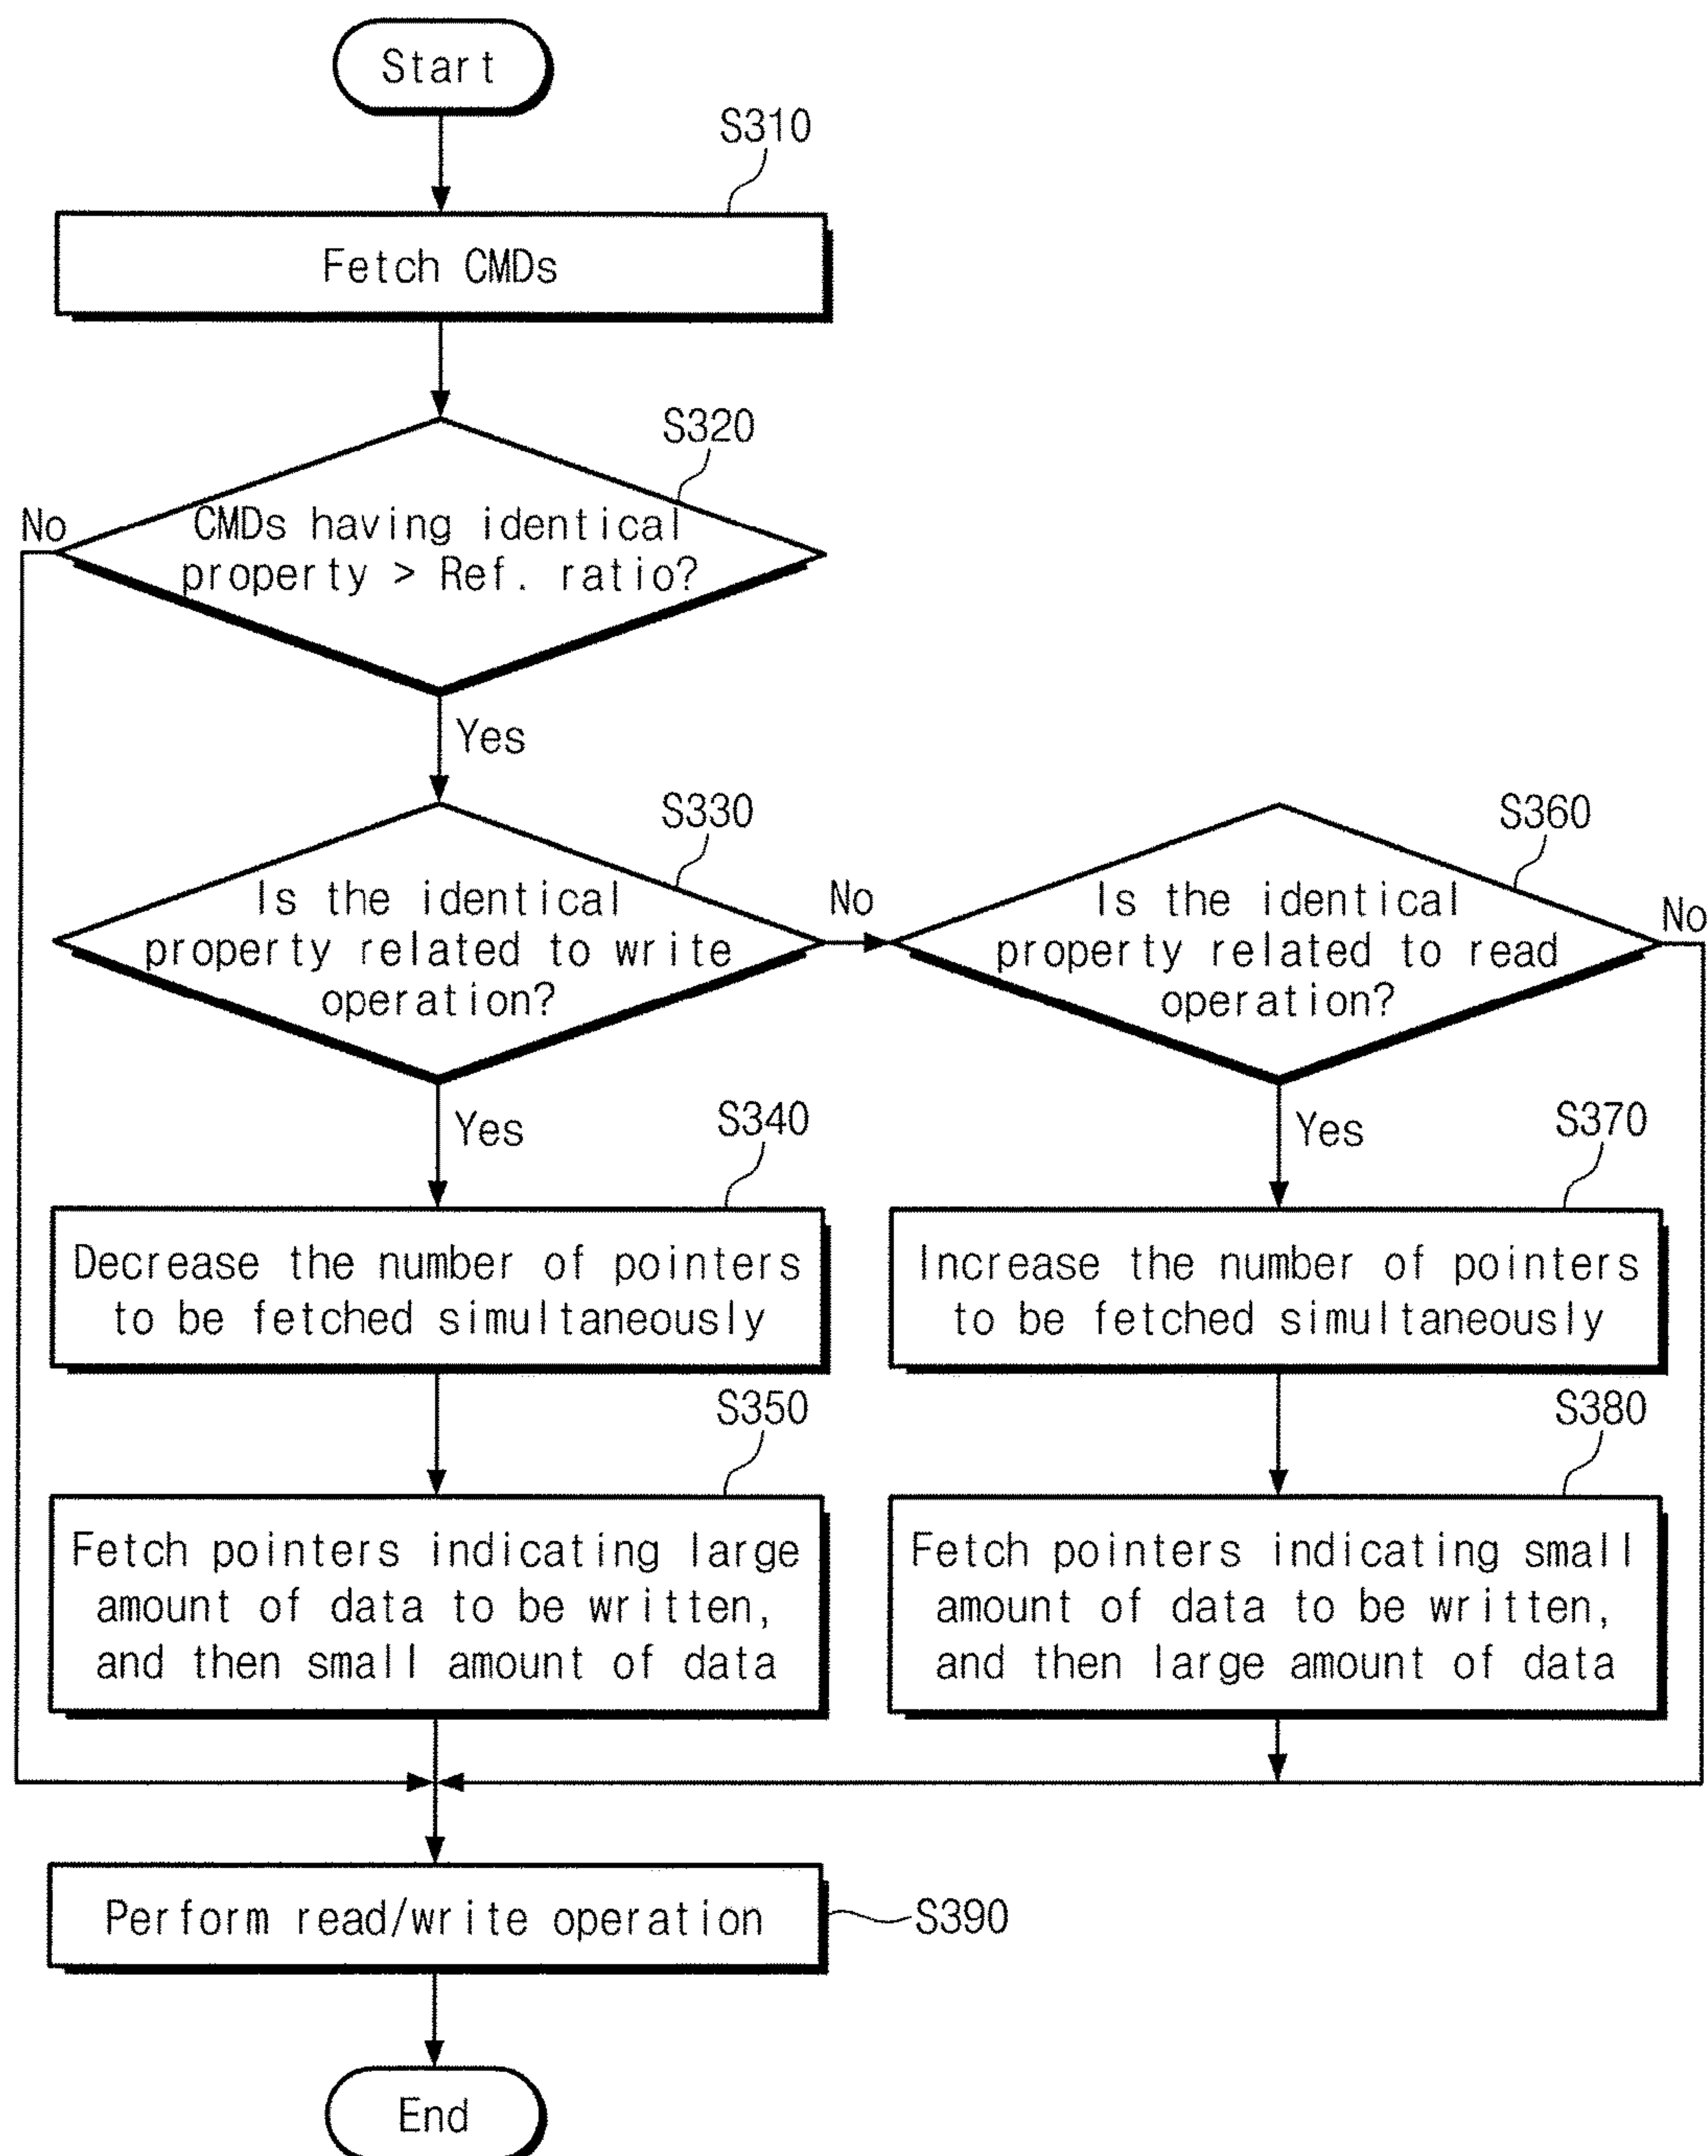 Start
S310
Fetch CMDs
S320
No
CMDs having identical
property > Ref. ratio?
Yes
S330
Is the identical
property related to write
operation?
No
S360
Is the identical
property related to read
operation?
No
Yes
S340
Decrease the number of pointers
to be fetched simultaneously
Yes
S370
Increase the number of pointers
to be fetched simultaneously
S350
Fetch pointers indicating large
amount of data to be written,
and then small amount of data
S380
Fetch pointers indicating small
amount of data to be written,
and then large amount of data
Perform read/write operation
S390
End